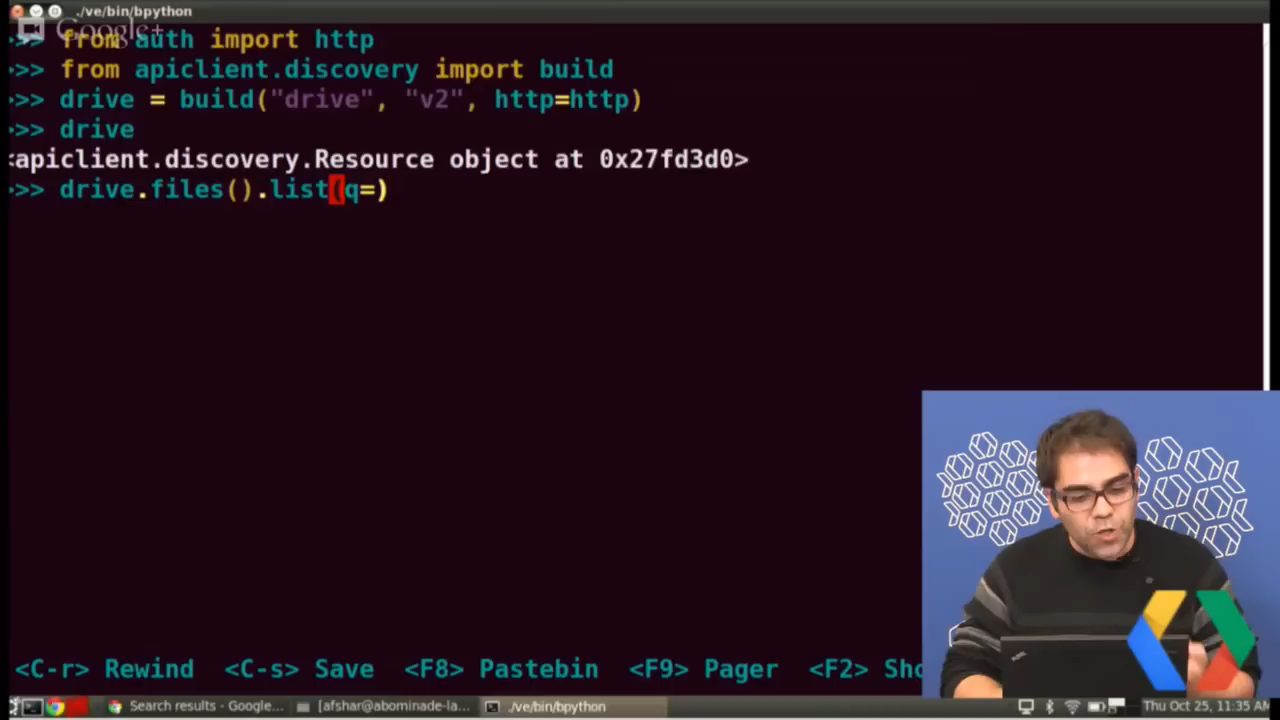 ./ve/bin/bpython
Google+
>>> from auth import http
>>> from apiclient.discovery import build
>>> drive = build("drive", "v2", http=http)
>>> drive
<apiclient.discovery.Resource object at 0x27fd3d0>
>>> drive.files().list(q=)
<C-r> Rewind <C-s> Save <F8> Pastebin <F9> Pager <F2> Sho
Search results - Google... [afshar@abominade-la... ./ve/bin/bpython Thu Oct 25, 11:35 AM